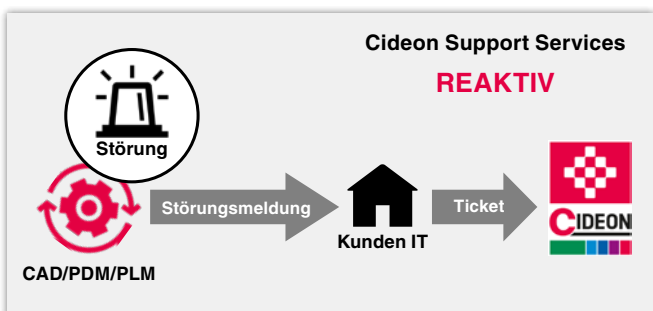 Cideon Support Services
REAKTIV
Störung
Störungsmeldung
Ticket
CIDEON
Kunden IT
CAD/PDM/PLM